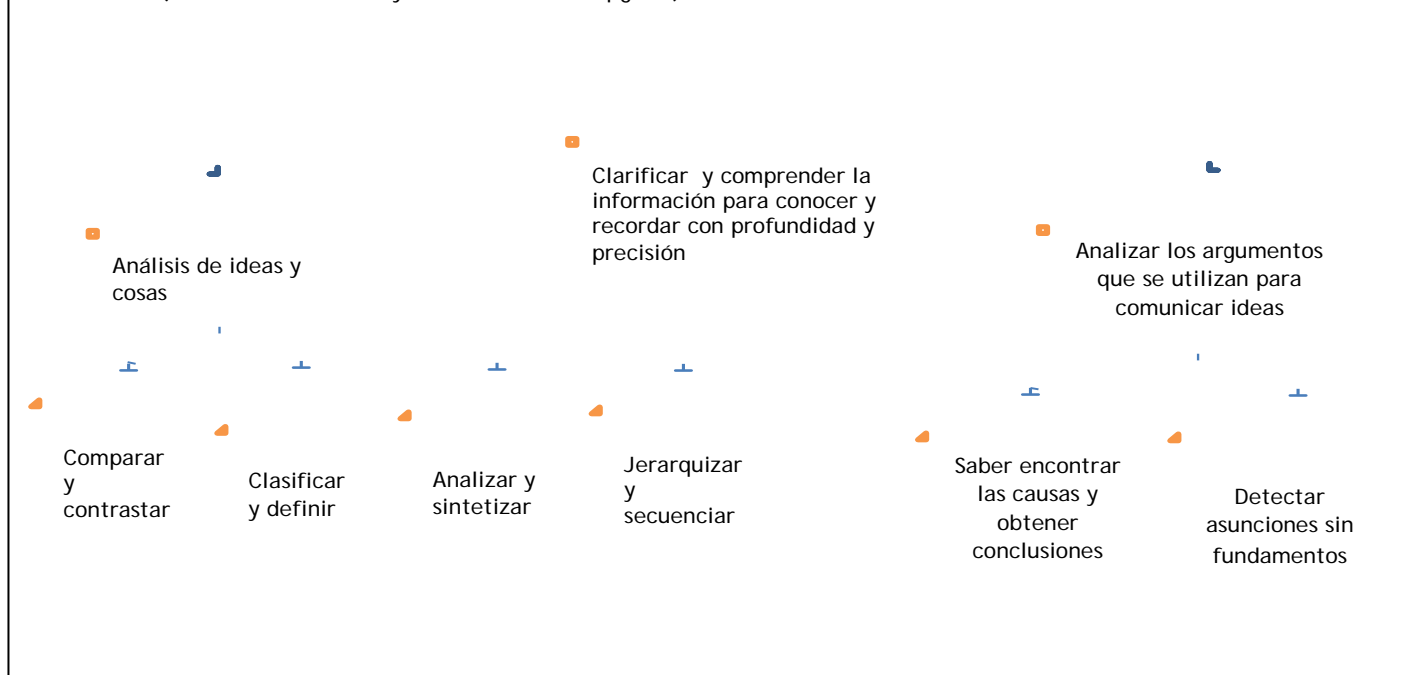 Clarificar y comprender la
información para conocer y
recordar con profundidad y
precisión
Análisis de ideas y
cosas
Analizar los argumentos
que se utilizan para
comunicar ideas
Comparar
y
contrastar
Clasificar
y definir
Analizar y
sintetizar
Jerarquizar
y
secuenciar
Saber encontrar
las causas y
obtener
conclusiones
Detectar
asunciones sin
fundamentos